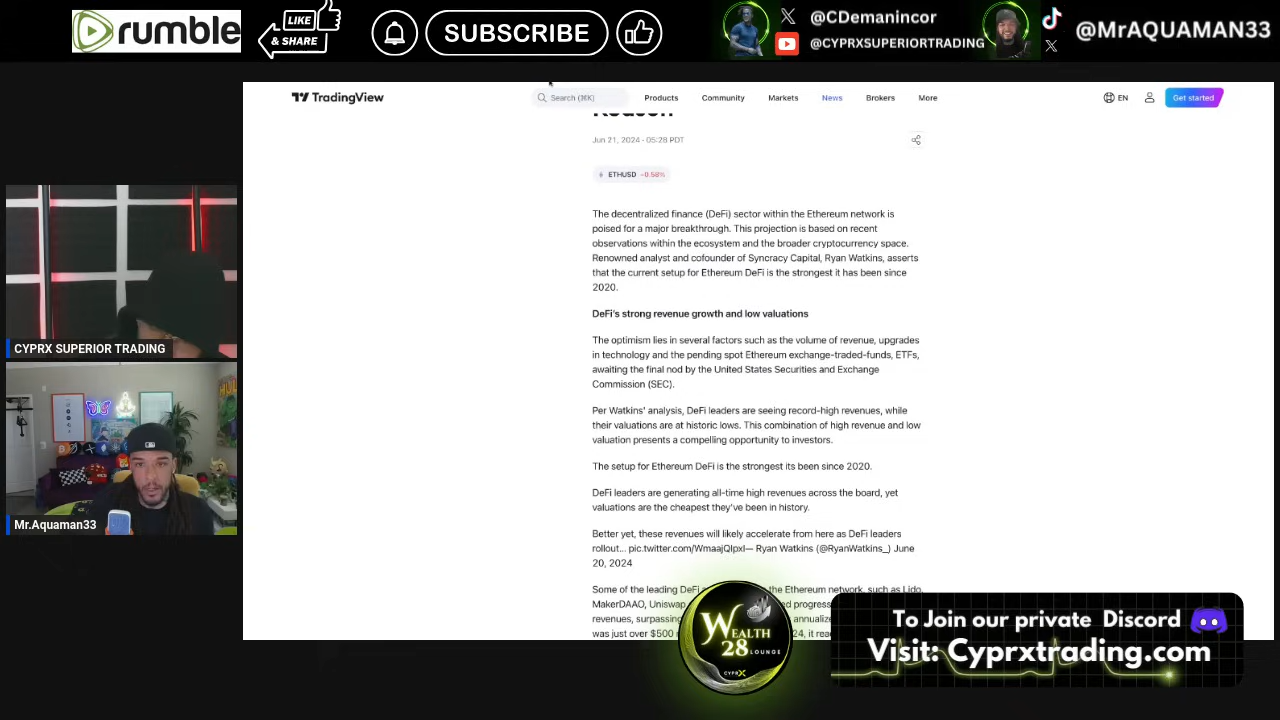 rumble
LIKE
& SHARE
SUBSCRIBE
@CDemanincor
@CYPRXSUPERIORTRADING
@MrAQUAMAN33
TradingView
Search (⌘K)
Products
Community
Markets
News
Brokers
More
EN
Get started
Reason
Jun 21, 2024 - 05:28 PDT
ETHUSD -0.58%
The decentralized finance (DeFi) sector within the Ethereum network is
poised for a major breakthrough. This projection is based on recent
observations within the ecosystem and the broader cryptocurrency space.
Renowned analyst and cofounder of Syncracy Capital, Ryan Watkins, asserts
that the current setup for Ethereum DeFi is the strongest it has been since
2020.
DeFi's strong revenue growth and low valuations
The optimism lies in several factors such as the volume of revenue, upgrades
in technology and the pending spot Ethereum exchange-traded-funds, ETFs,
awaiting the final nod by the United States Securities and Exchange
Commission (SEC).
Per Watkins' analysis, DeFi leaders are seeing record-high revenues, while
their valuations are at historic lows. This combination of high revenue and low
valuation presents a compelling opportunity to investors.
The setup for Ethereum DeFi is the strongest its been since 2020.
DeFi leaders are generating all-time high revenues across the board, yet
valuations are the cheapest they've been in history.
Better yet, these revenues will likely accelerate from here as DeFi leaders
rollout... pic.twitter.com/WmaajQIpxl— Ryan Watkins (@RyanWatkins_) June
20, 2024
Some of the leading DeFi the Ethereum network, such as Lido,
MakerDAAO, Uniswap progres
revenues, surpassing annualiz
was just over $500 24, it rea
CYPRX SUPERIOR TRADING
Mr.Aquaman33
WEALTH
28
LOUNGE
CYPRX
To Join our private Discord
Visit: Cyprxtrading.com